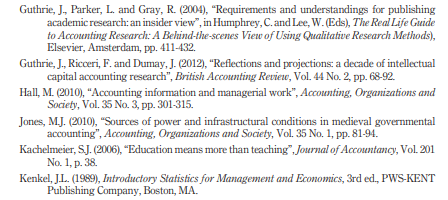 Guthrie, J., Parker, L. and Gray, R. (2004), “Requirements and understandings for publishing
academic research: an insider view”, in Humphrey, C. and Lee, W. (Eds), The Real Life Guide
to Accounting Research: A Behind-the-scenes View of Using Qualitative Research Methods),
Elsevier, Amsterdam, pp. 411-432.
Guthrie, J., Ricceri, F. and Dumay, J. (2012), “Reflections and projections: a decade of intellectual
capital accounting research”, British Accounting Review, Vol. 44 No. 2, pp. 68-92.
Hall, M. (2010), “Accounting information and managerial work”, Accounting, Organizations and
Society, Vol. 35 No. 3, pp. 301-315.
Jones, M.J. (2010), “Sources of power and infrastructural conditions in medieval governmental
accounting”, Accounting, Organizations and Society, Vol. 35 No. 1, pp. 81-94.
Kachelmeier, S.J. (2006), “Education means more than teaching”, Journal of Accountancy, Vol. 201
No. 1, p. 38.
Kenkel, J.L. (1989), Introductory Statistics for Management and Economics, 3rd ed., PWS-KENT
Publishing Company, Boston, MA.